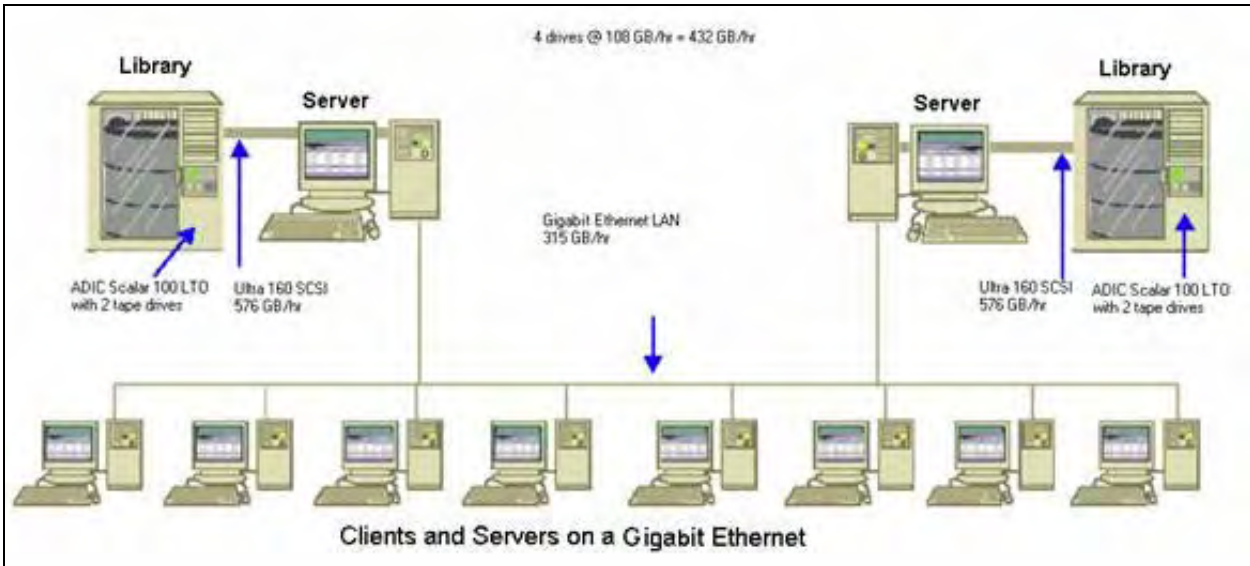 4 drives @ 108 GB/hr = 432 GB/hr
Library
Server
Server
Library
Gigabit Ethernet LAN
315 GB/hr
ADIC Scalar 100 LTO
with 2 tape drives
Ultra 160 SCSI
576 GB/hr
Ultra 160 SCSI
576 GB/hr
ADIC Scalar 100 LTO
with 2 tape drives
Clients and Servers on a Gigabit Ethernet